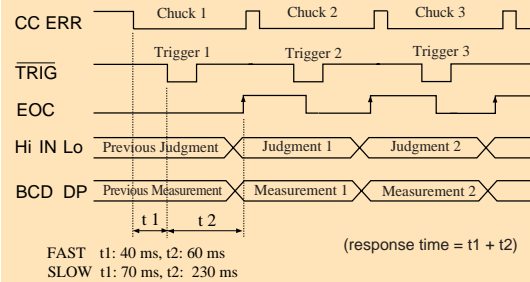 CC ERR Chuck 1 Chuck 2 Chuck 3
TRIG Trigger 1 Trigger 2 Trigger 3
EOC
Hi IN Lo Previous Judgment Judgment 1 Judgment 2
BCD DP Previous Measurement Measurement 1 Measurement 2
t 1 t 2
(response time = t1 + t2)
FAST t1: 40 ms, t2: 60 ms
SLOW t1: 70 ms, t2: 230 ms